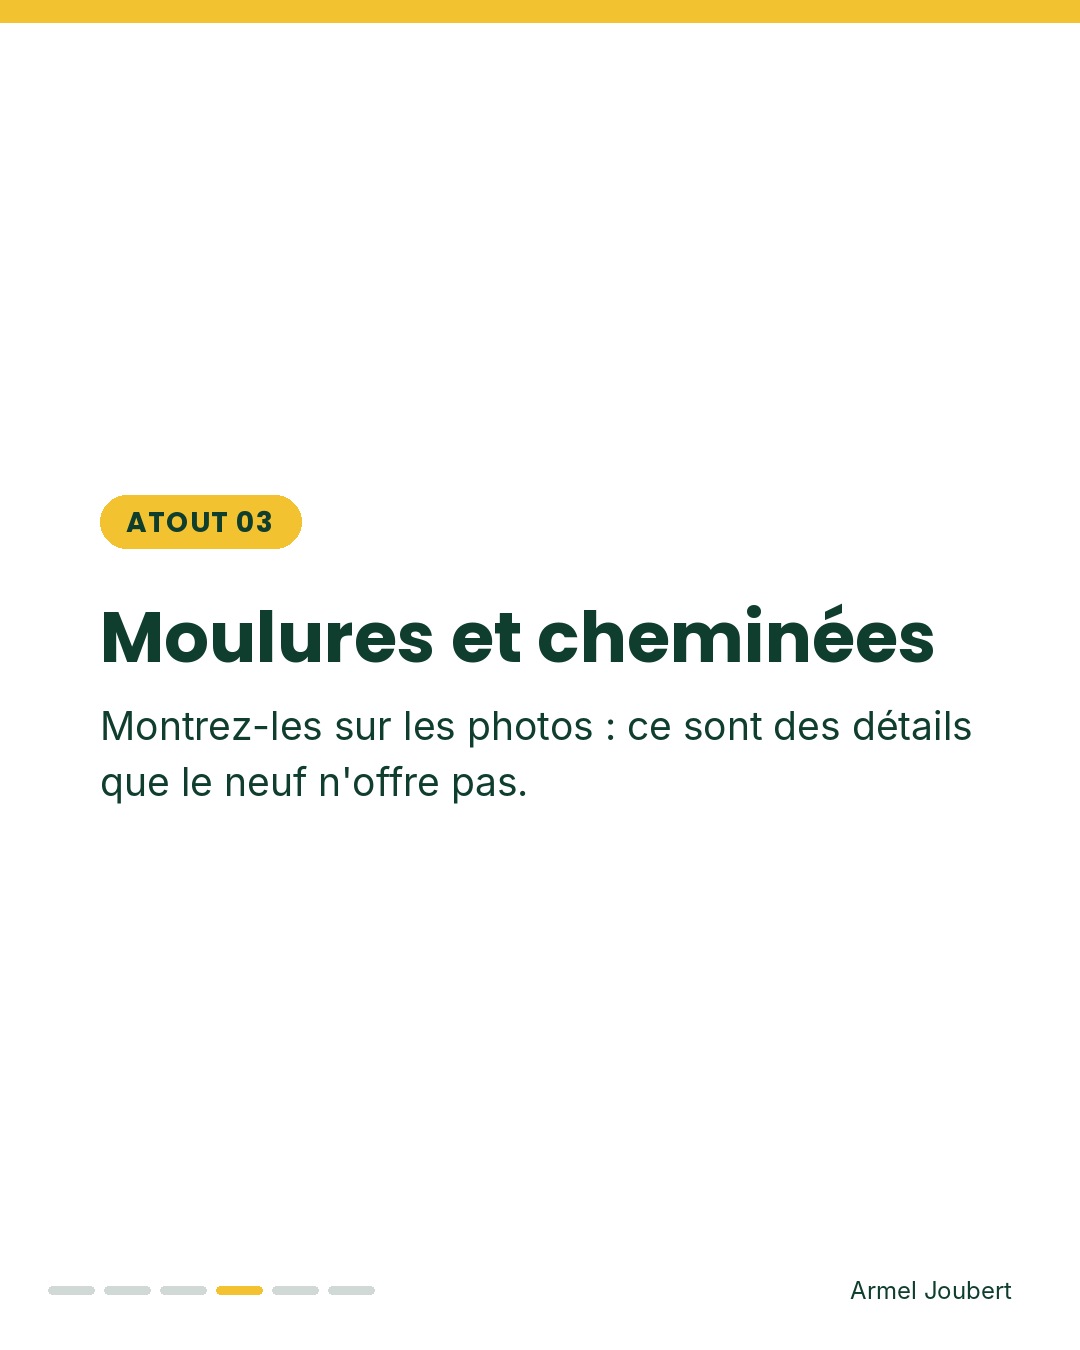 ATOUT 03
Moulures et cheminées
Montrez-les sur les photos : ce sont des détails
que le neuf n'offre pas.
Armel Joubert